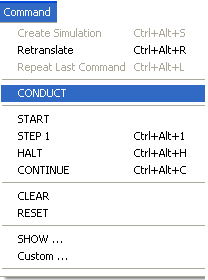 Command
Create Simulation Ctrl+Alt+S
Retranslate Ctrl+Alt+R
Repeat Last Command Ctrl+Alt+L
CONDUCT
START
STEP 1 Ctrl+Alt+1
HALT Ctrl+Alt+H
CONTINUE Ctrl+Alt+C
CLEAR
RESET
SHOW ...
Custom ...